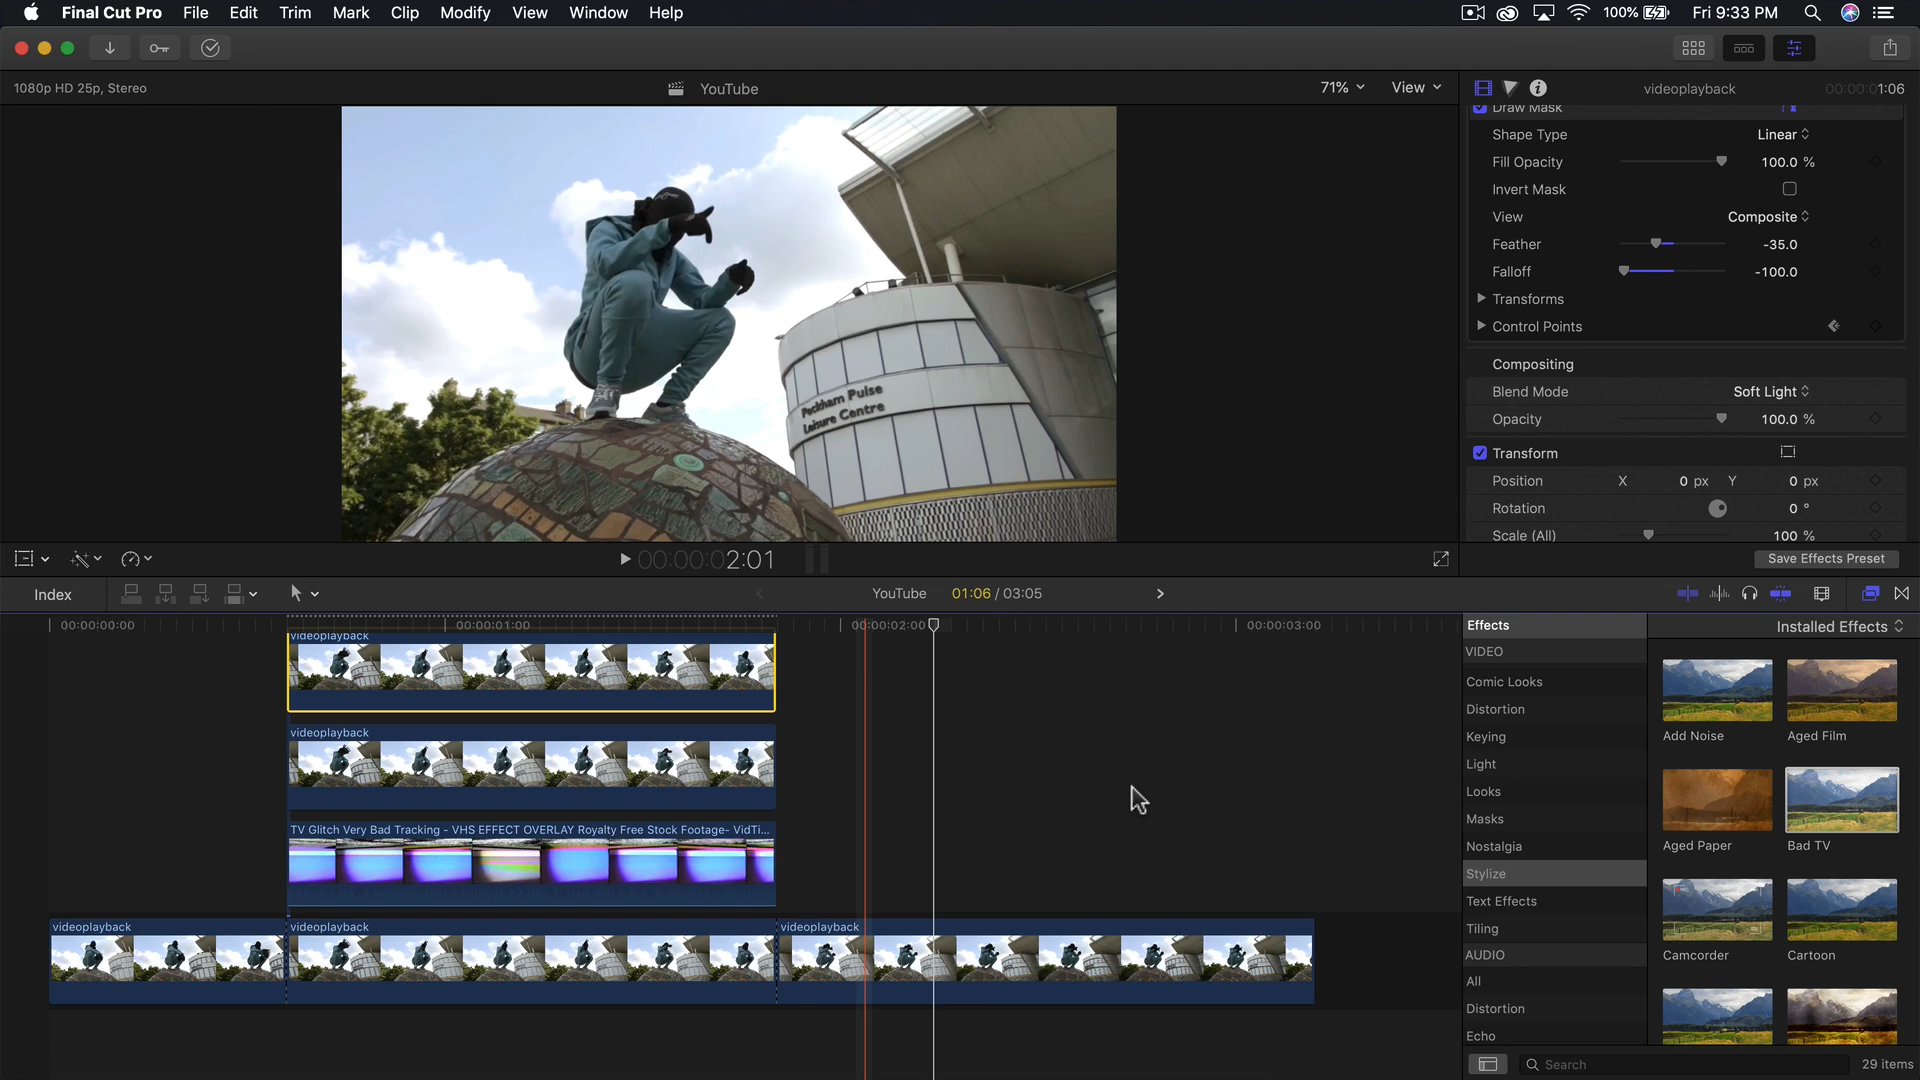 Final Cut Pro File Edit Trim Mark Clip Modify View Window Help 100% Fri 9:33 PM
1080p HD 25p, Stereo YouTube 71% View videoplayback 00:00:01:06
Draw Mask
Shape Type Linear
Fill Opacity 100.0 %
Invert Mask
View Composite
Feather -35.0
Falloff -100.0
Transforms
Control Points
Compositing
Blend Mode Soft Light
Opacity 100.0 %
Transform
Position X 0 px Y 0 px
Rotation 0 °
Scale (All) 100 %
Peckham Pulse
Leisure Centre
00:00:02:01 Save Effects Preset
Index YouTube 01:06 / 03:05
00:00:00:00 00:00:01:00 00:00:02:00 00:00:03:00
videoplayback
videoplayback
TV Glitch Very Bad Tracking - VHS EFFECT OVERLAY Royalty Free Stock Footage- VidTi...
videoplayback videoplayback videoplayback
Effects Installed Effects
VIDEO
Comic Looks
Distortion
Keying
Light
Looks
Masks
Nostalgia
Stylize
Text Effects
Tiling
AUDIO
All
Distortion
Echo
Add Noise Aged Film
Aged Paper Bad TV
Camcorder Cartoon
Search 29 items